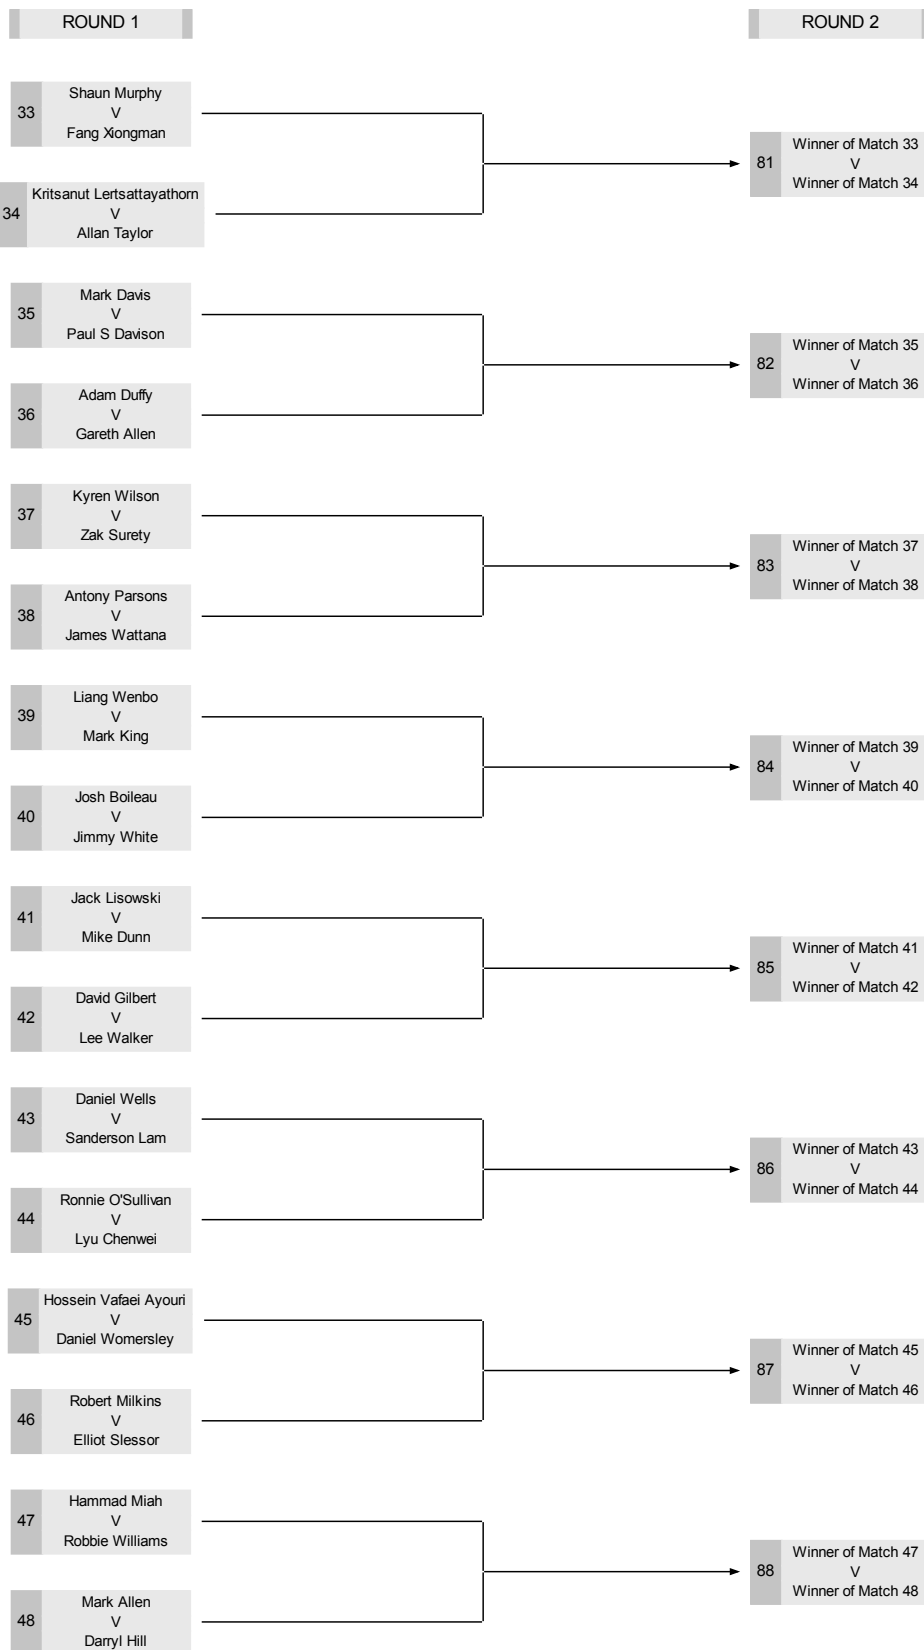 ROUND 1
ROUND 2
33
Shaun Murphy
V
Fang Xiongman
34
Kritsanut Lertsattayathorn
V
Allan Taylor
81
Winner of Match 33
V
Winner of Match 34
35
Mark Davis
V
Paul S Davison
36
Adam Duffy
V
Gareth Allen
82
Winner of Match 35
V
Winner of Match 36
37
Kyren Wilson
V
Zak Surety
38
Antony Parsons
V
James Wattana
83
Winner of Match 37
V
Winner of Match 38
39
Liang Wenbo
V
Mark King
40
Josh Boileau
V
Jimmy White
84
Winner of Match 39
V
Winner of Match 40
41
Jack Lisowski
V
Mike Dunn
42
David Gilbert
V
Lee Walker
85
Winner of Match 41
V
Winner of Match 42
43
Daniel Wells
V
Sanderson Lam
44
Ronnie O'Sullivan
V
Lyu Chenwei
86
Winner of Match 43
V
Winner of Match 44
45
Hossein Vafaei Ayouri
V
Daniel Womersley
46
Robert Milkins
V
Elliot Slessor
87
Winner of Match 45
V
Winner of Match 46
47
Hammad Miah
V
Robbie Williams
48
Mark Allen
V
Darryl Hill
88
Winner of Match 47
V
Winner of Match 48